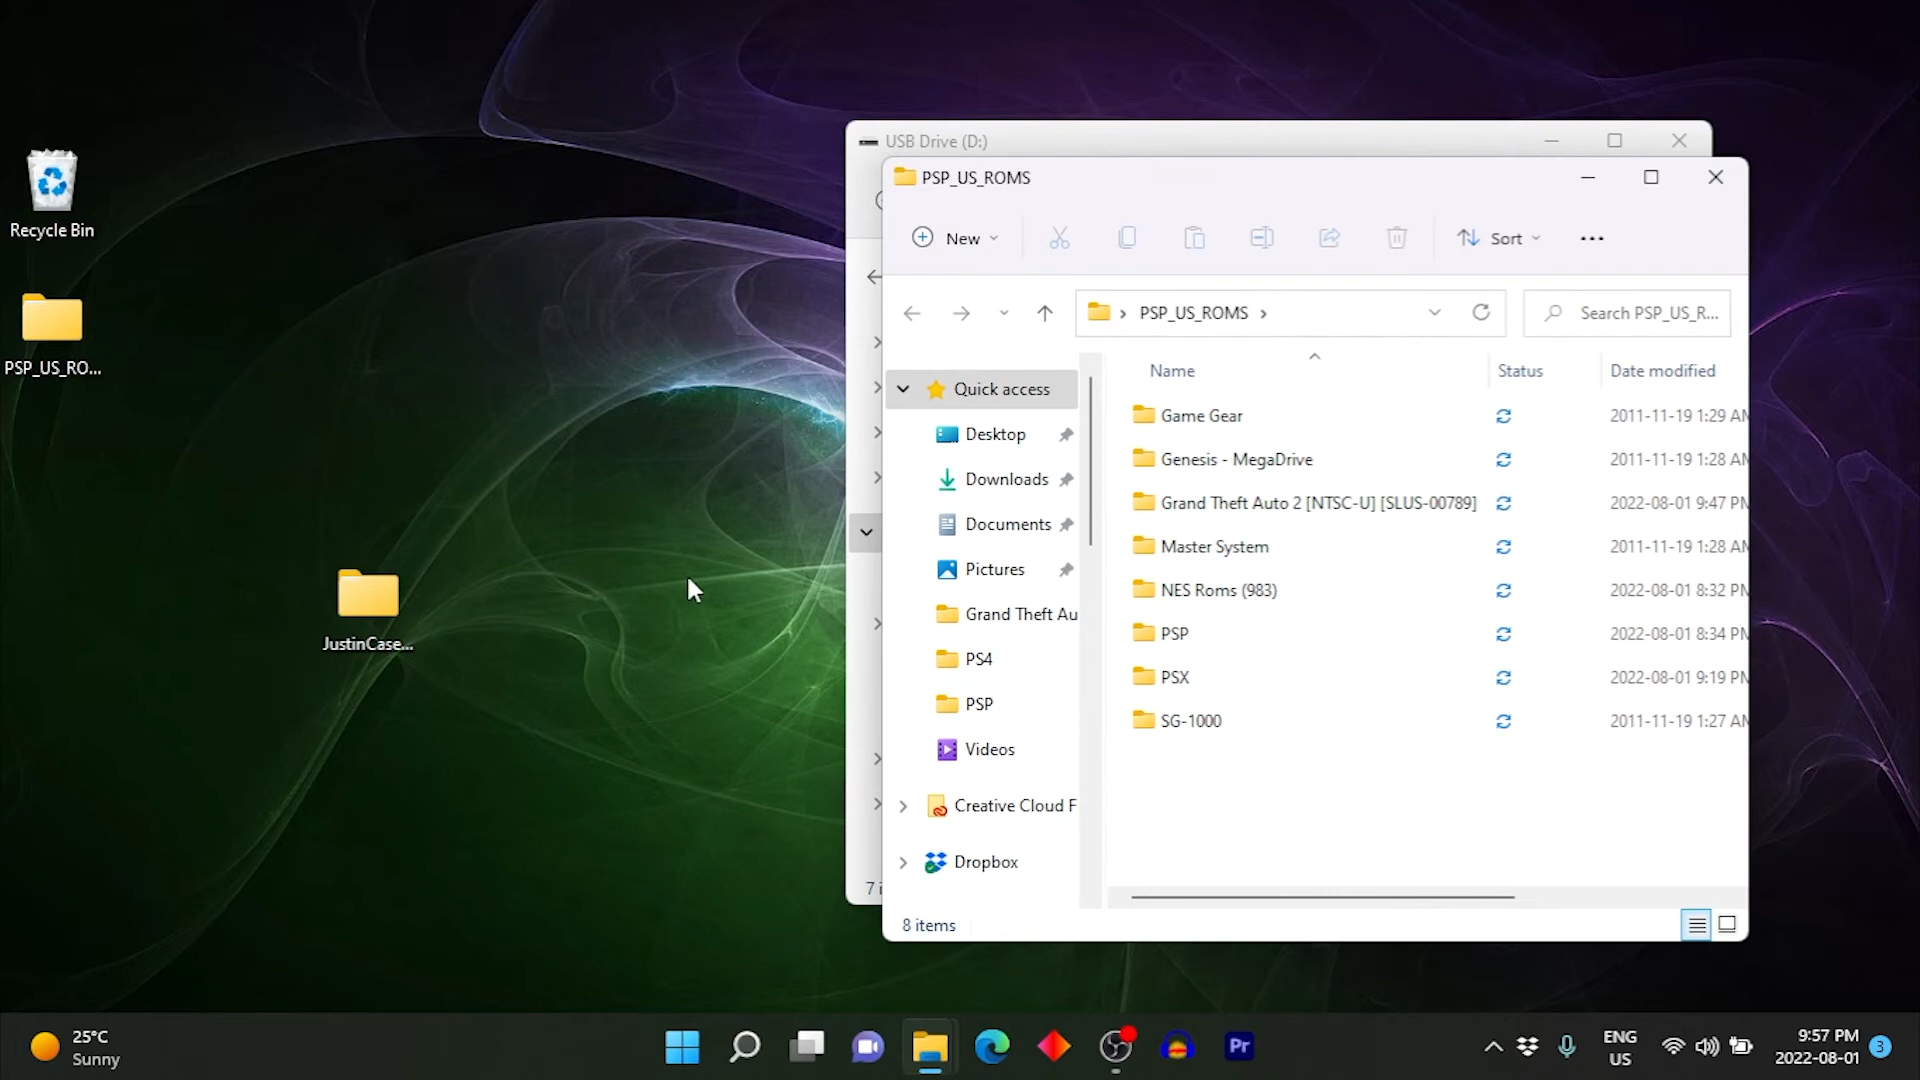 Recycle Bin
PSP_US_RO...
JustinCase...
USB Drive (D:)
PSP_US_ROMS
New
Sort
PSP_US_ROMS
Search PSP_US_R...
Name
Status
Date modified
Quick access
Desktop
Downloads
Documents
Pictures
Grand Theft Au
PS4
PSP
Videos
Creative Cloud F
Dropbox
Game Gear 2011-11-19 1:29 AM
Genesis - MegaDrive 2011-11-19 1:28 AM
Grand Theft Auto 2 [NTSC-U] [SLUS-00789] 2022-08-01 9:47 PM
Master System 2011-11-19 1:28 AM
NES Roms (983) 2022-08-01 8:32 PM
PSP 2022-08-01 8:34 PM
PSX 2022-08-01 9:19 PM
SG-1000 2011-11-19 1:27 AM
7 i
8 items
25°C
Sunny
Pr
ENG
US
9:57 PM
2022-08-01
3